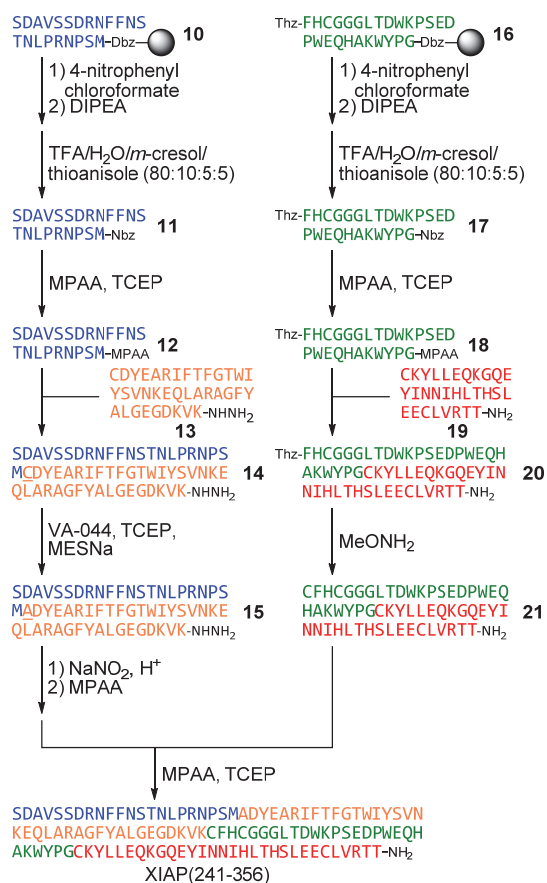 SDAVSSDRNFFNS
TNLPRNPSM–Dbz 10
1) 4-nitrophenyl
chloroformate
2) DIPEA
TFA/H₂O/m-cresol/
thioanisole (80:10:5:5)
SDAVSSDRNFFNS
TNLPRNPSM–Nbz 11
MPAA, TCEP
SDAVSSDRNFFNS
TNLPRNPSM–MPAA 12
CDYEARIFTFGTWI
YSVNKEQLARAGFY
ALGEGDKVK–NHNH₂
13
SDAVSSDRNFFNSTNLPRNPS
MCDYEARIFTFGTWIYSVNKE 14
QLARAGFYALGEGDKVK-NHNH₂
VA-044, TCEP,
MESNa
SDAVSSDRNFFNSTNLPRNPS
MADYEARIFTFGTWIYSVNKE 15
QLARAGFYALGEGDKVK-NHNH₂
1) NaNO₂, H⁺
2) MPAA
Thz-FHCGGGLTDWKPSED 16
PWEQHAKWYPG–Dbz
1) 4-nitrophenyl
chloroformate
2) DIPEA
TFA/H₂O/m-cresol/
thioanisole (80:10:5:5)
Thz-FHCGGGLTDWKPSED
PWEQHAKWYPG–Nbz 17
MPAA, TCEP
Thz-FHCGGGLTDWKPSED
PWEQHAKWYPG–MPAA 18
CKYLLEQKGQE
YINNIHLTHSL
EECLVRTT-NH₂
19
Thz-FHCGGGLTDWKPSEDPWEQH
AKWYPGCKYLLEQKGQEYIN 20
NIHLTHSLEECLVRTT-NH₂
MeONH₂
CFHCGGGLTDWKPSEDPWEQ
HAKWYPGCKYLLEQKGQEYI 21
NNIHLTHSLEECLVRTT-NH₂
MPAA, TCEP
SDAVSSDRNFFNSTNLPRNPSMADYEARIFTFGTWIYSVN
KEQLARAGFYALGEGDKVKCFHCGGGLTDWKPSEDPWEQH
AKWYPGCKYLLEQKGQEYINNIHLTHSLEECLVRTT-NH₂
XIAP(241-356)